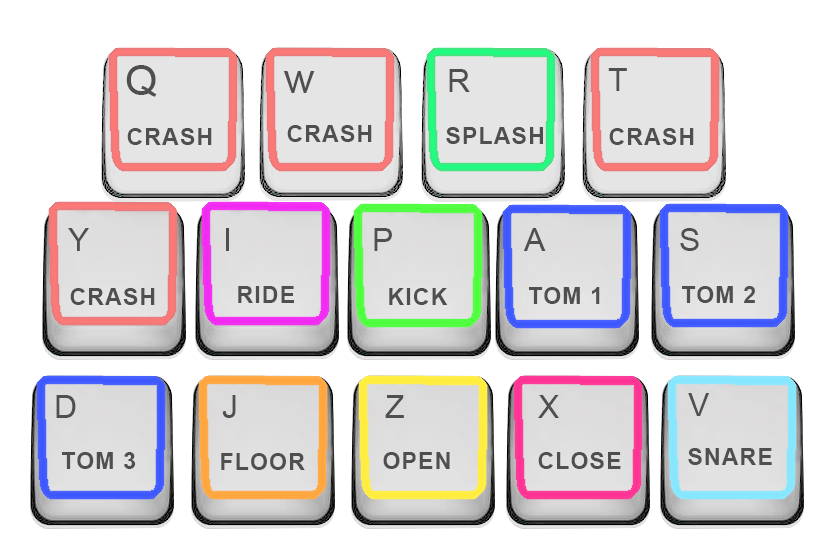 Q
CRASH
W
CRASH
R
SPLASH
T
CRASH
Y
CRASH
I
RIDE
P
KICK
A
TOM 1
S
TOM 2
D
TOM 3
J
FLOOR
Z
OPEN
X
CLOSE
V
SNARE